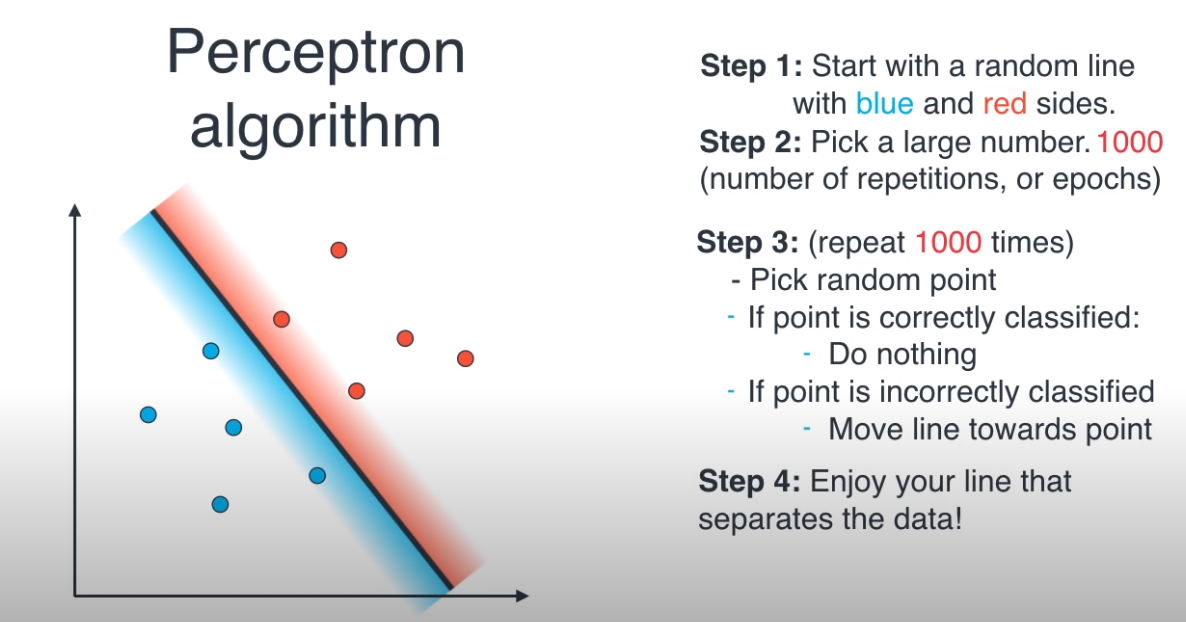 Perceptron
algorithm
Step 1: Start with a random line
with blue and red sides.
Step 2: Pick a large number. 1000
(number of repetitions, or epochs)
Step 3: (repeat 1000 times)
- Pick random point
- If point is correctly classified:
- Do nothing
- If point is incorrectly classified
- Move line towards point
Step 4: Enjoy your line that
separates the data!